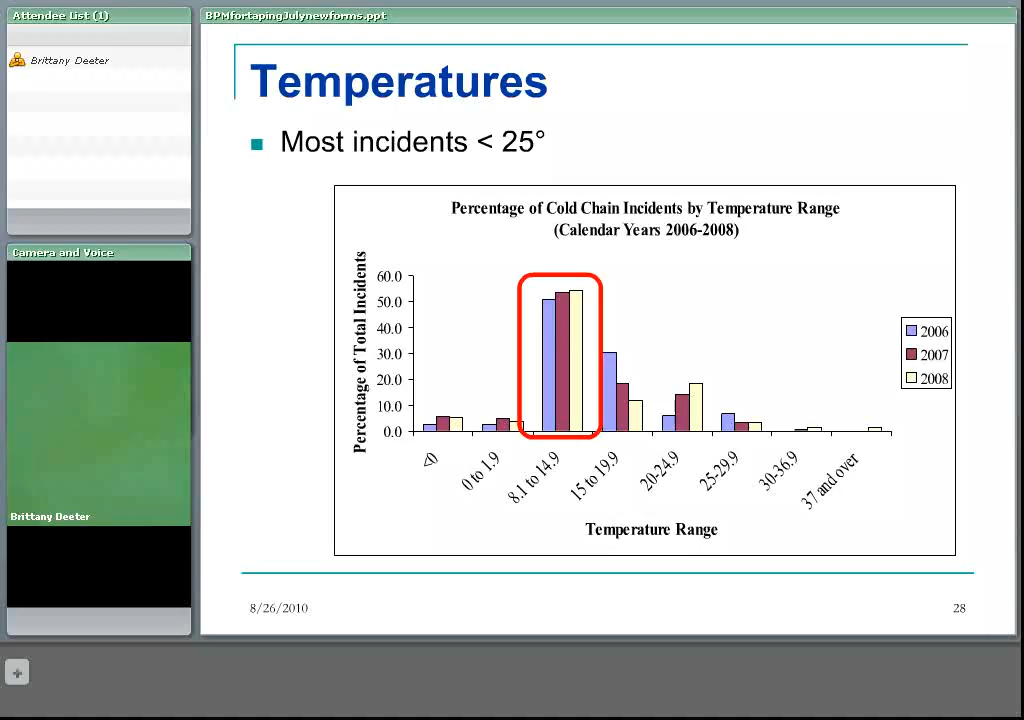 Attendee List (1)
Brittany Deeter
Camera and Voice
Brittany Deeter
BPMfortapingJulynewforms.ppt
Temperatures
Most incidents < 25°
Percentage of Cold Chain Incidents by Temperature Range
(Calendar Years 2006-2008)
Percentage of Total Incidents
60.0
50.0
40.0
30.0
20.0
10.0
0.0
<0
0 to 1.9
8.1 to 14.9
15 to 19.9
20-24.9
25-29.9
30-36.9
37 and over
Temperature Range
2006
2007
2008
8/26/2010
28